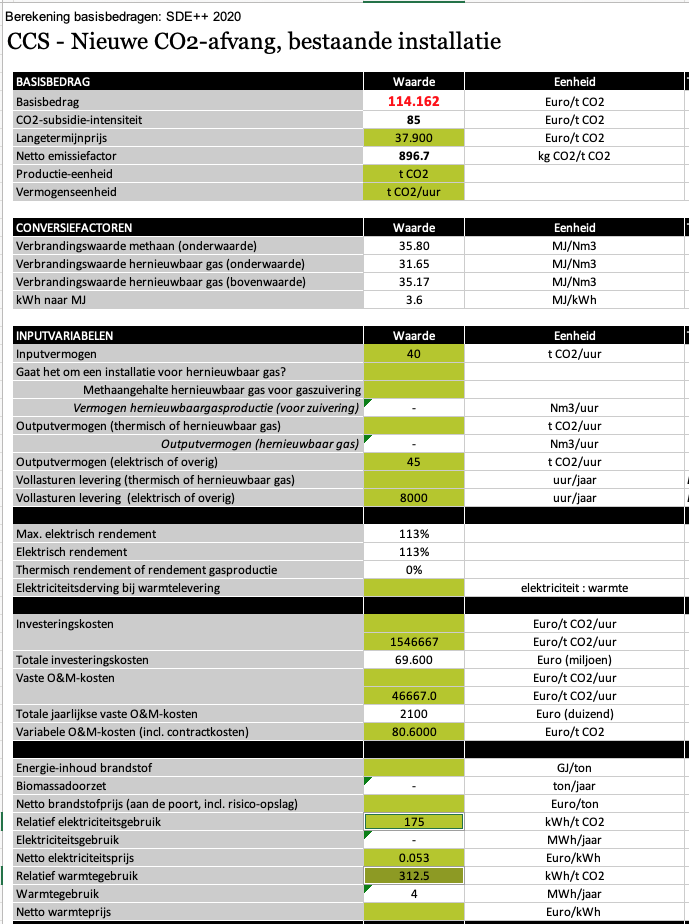 Berekening basisbedragen: SDE++ 2020
CCS - Nieuwe CO2-afvang, bestaande installatie
BASISBEDRAG Waarde Eenheid
Basisbedrag 114.162 Euro/t CO2
CO2-subsidie-intensiteit 85 Euro/t CO2
Langetermijnprijs 37.900 Euro/t CO2
Netto emissiefactor 896.7 kg CO2/t CO2
Productie-eenheid t CO2
Vermogenseenheid t CO2/uur
CONVERSIEFACTOREN Waarde Eenheid
Verbrandingswaarde methaan (onderwaarde) 35.80 MJ/Nm3
Verbrandingswaarde hernieuwbaar gas (onderwaarde) 31.65 MJ/Nm3
Verbrandingswaarde hernieuwbaar gas (bovenwaarde) 35.17 MJ/Nm3
kWh naar MJ 3.6 MJ/kWh
INPUTVARIABELEN Waarde Eenheid
Inputvermogen 40 t CO2/uur
Gaat het om een installatie voor hernieuwbaar gas?
Methaangehalte hernieuwbaar gas voor gaszuivering
Vermogen hernieuwbaargasproductie (voor zuivering) - Nm3/uur
Outputvermogen (thermisch of hernieuwbaar gas) t CO2/uur
Outputvermogen (hernieuwbaar gas) - Nm3/uur
Outputvermogen (elektrisch of overig) 45 t CO2/uur
Vollasturen levering (thermisch of hernieuwbaar gas) uur/jaar
Vollasturen levering (elektrisch of overig) 8000 uur/jaar
Max. elektrisch rendement 113%
Elektrisch rendement 113%
Thermisch rendement of rendement gasproductie 0%
Elektriciteitsderving bij warmtelevering elektriciteit : warmte
Investeringskosten Euro/t CO2/uur
1546667 Euro/t CO2/uur
Totale investeringskosten 69.600 Euro (miljoen)
Vaste O&M-kosten Euro/t CO2/uur
46667.0 Euro/t CO2/uur
Totale jaarlijkse vaste O&M-kosten 2100 Euro (duizend)
Variabele O&M-kosten (incl. contractkosten) 80.6000 Euro/t CO2
Energie-inhoud brandstof GJ/ton
Biomassadoorzet - ton/jaar
Netto brandstofprijs (aan de poort, incl. risico-opslag) Euro/ton
Relatief elektriciteitsgebruik 175 kWh/t CO2
Elektriciteitsgebruik - MWh/jaar
Netto elektriciteitsprijs 0.053 Euro/kWh
Relatief warmtegebruik 312.5 kWh/t CO2
Warmtegebruik 4 MWh/jaar
Netto warmteprijs Euro/kWh